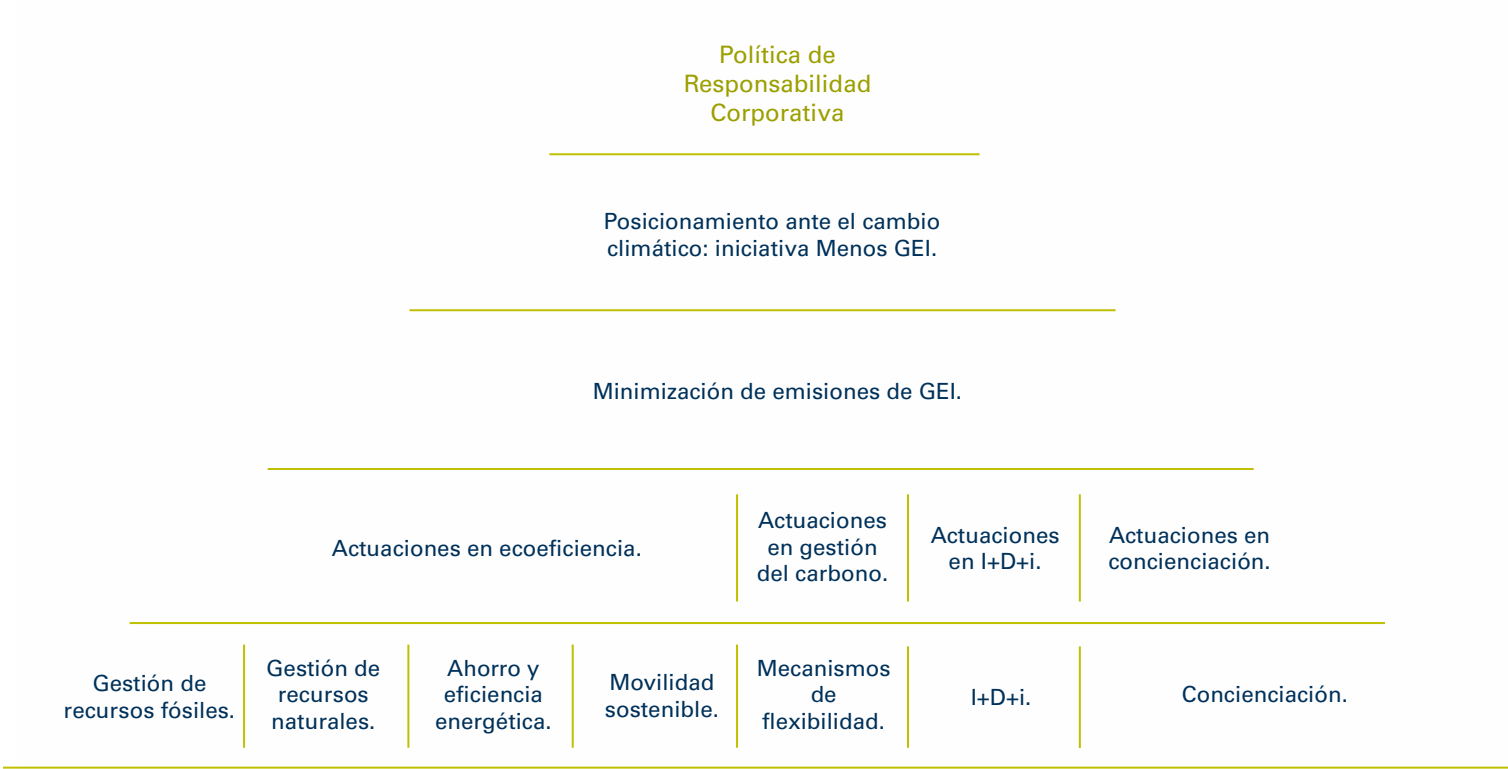 Política de
Responsabilidad
Corporativa
Posicionamiento ante el cambio
climático: iniciativa Menos GEI.
Minimización de emisiones de GEI.
Actuaciones en ecoeficiencia.
Actuaciones
en gestión
del carbono.
Actuaciones
en I+D+i.
Actuaciones en
concienciación.
Gestión de
recursos fósiles.
Gestión de
recursos
naturales.
Ahorro y
eficiencia
energética.
Movilidad
sostenible.
Mecanismos
de
flexibilidad.
I+D+i.
Concienciación.